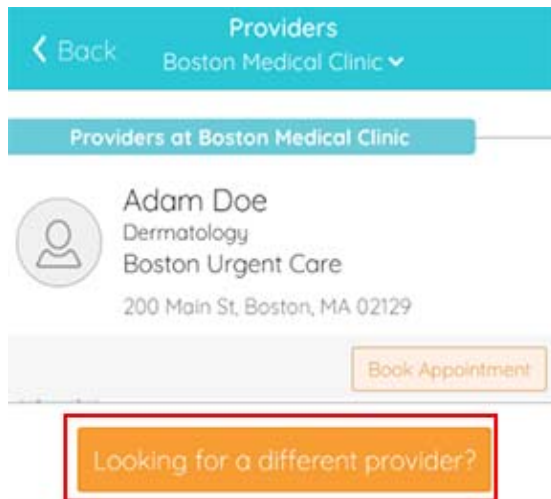 Providers
Back
Boston Medical Clinic
Providers at Boston Medical Clinic
Adam Doe
Dermatology
Boston Urgent Care
200 Main St, Boston, MA 02129
Book Appointment
Looking for a different provider?